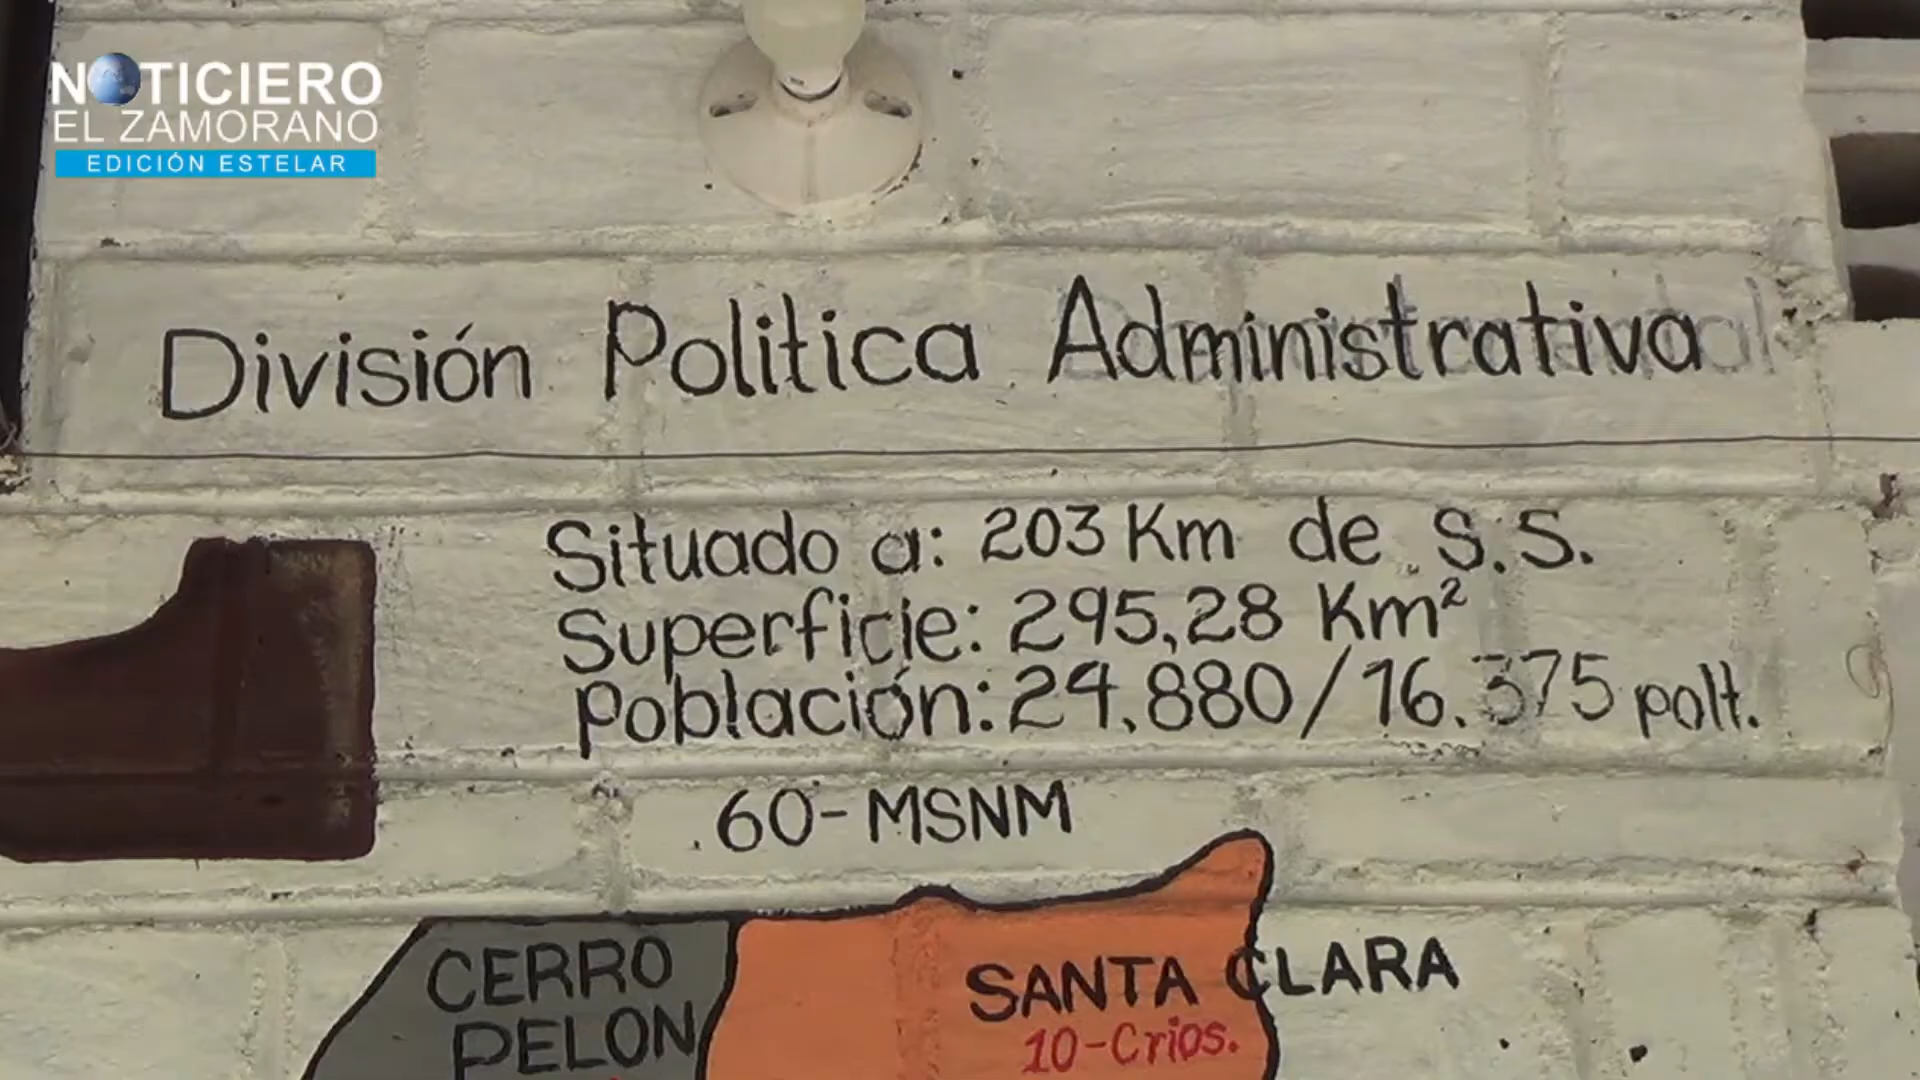 NOTICIERO
EL ZAMORANO
EDICIÓN ESTELAR
División Politica Administrativa
Situado a: 203 Km de S.S.
Superficie: 295,28 Km²
Población: 24.880/16.375 polt.
60-MSNM
CERRO
PELON
SANTA CLARA
10-Crios.